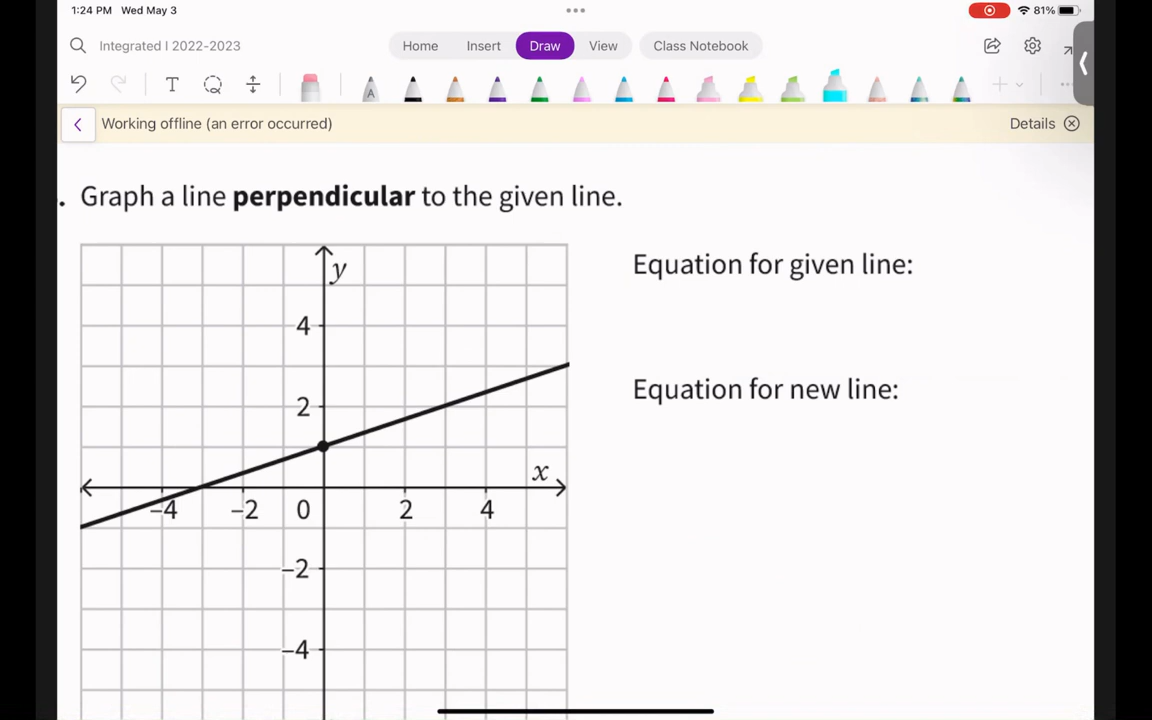 1:24 PM Wed May 3
81%
Integrated I 2022-2023
Home Insert Draw View Class Notebook
T A
Working offline (an error occurred) Details
. Graph a line perpendicular to the given line.
Equation for given line:
Equation for new line:
y
4
2
x
−4 −2 0 2 4
−2
−4